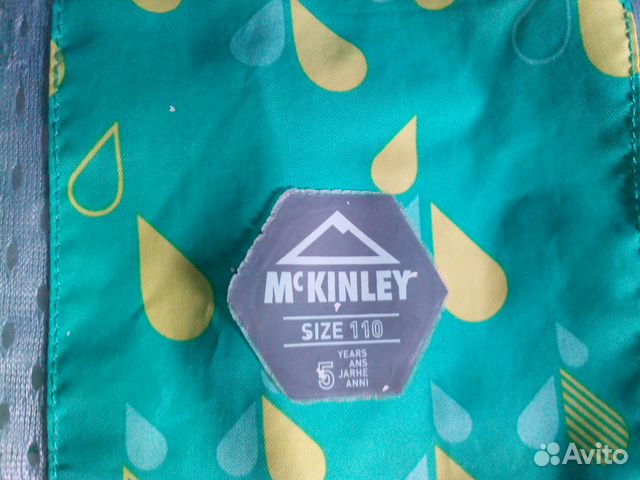 McKINLEY
SIZE 110
5 YEARS
ANS
JARHE
ANNI
Avito